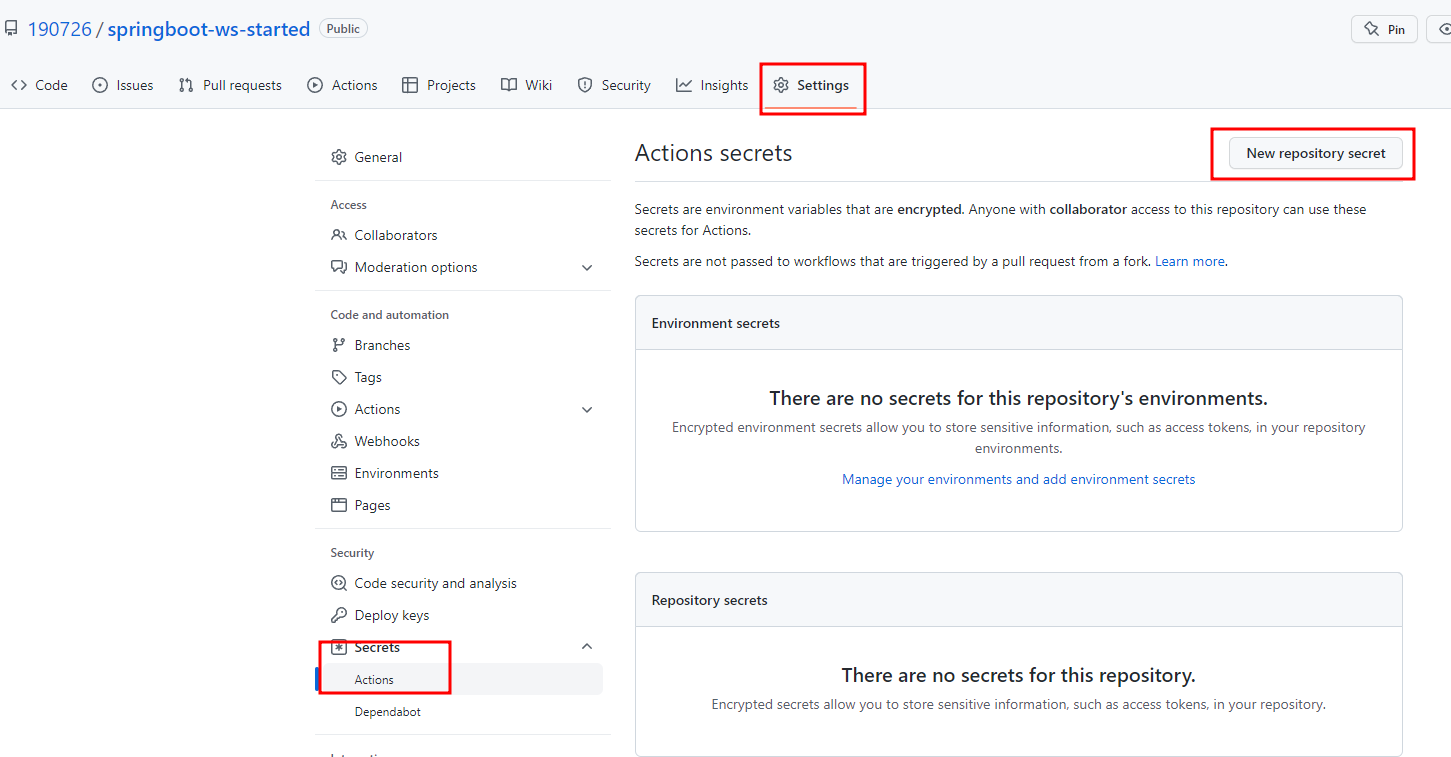 190726 / springboot-ws-started Public
Pin
Code Issues Pull requests Actions Projects Wiki Security Insights Settings
General
Access
Collaborators
Moderation options
Code and automation
Branches
Tags
Actions
Webhooks
Environments
Pages
Security
Code security and analysis
Deploy keys
Secrets
Actions
Dependabot
Actions secrets
New repository secret
Secrets are environment variables that are encrypted. Anyone with collaborator access to this repository can use these
secrets for Actions.
Secrets are not passed to workflows that are triggered by a pull request from a fork. Learn more.
Environment secrets
There are no secrets for this repository's environments.
Encrypted environment secrets allow you to store sensitive information, such as access tokens, in your repository
environments.
Manage your environments and add environment secrets
Repository secrets
There are no secrets for this repository.
Encrypted secrets allow you to store sensitive information, such as access tokens, in your repository.